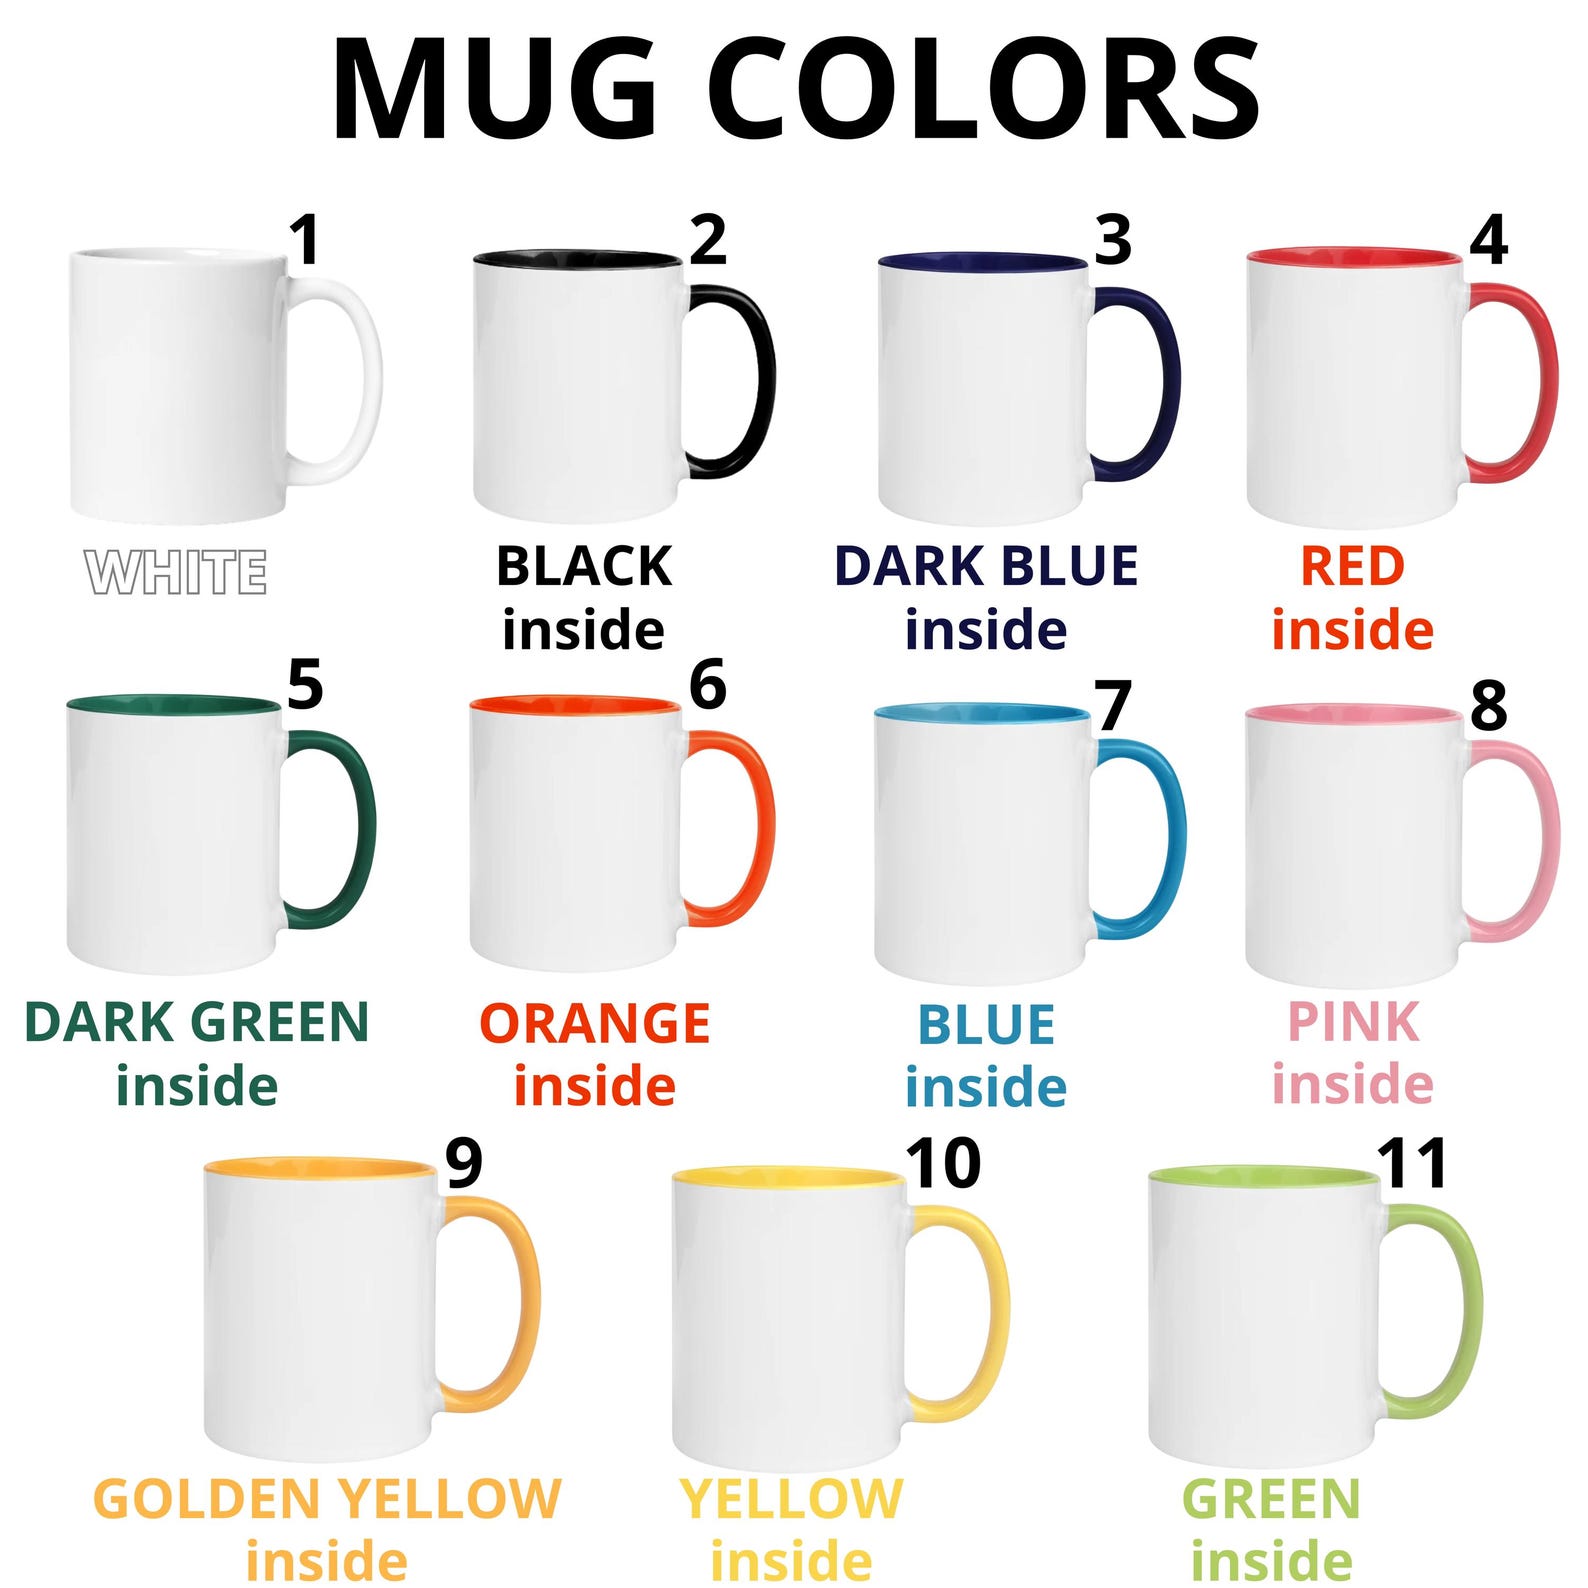 MUG COLORS
1
2
3
4
WHITE
BLACK
inside
DARK BLUE
inside
RED
inside
5
6
7
8
DARK GREEN
inside
ORANGE
inside
BLUE
inside
PINK
inside
9
10
11
GOLDEN YELLOW
inside
YELLOW
inside
GREEN
inside